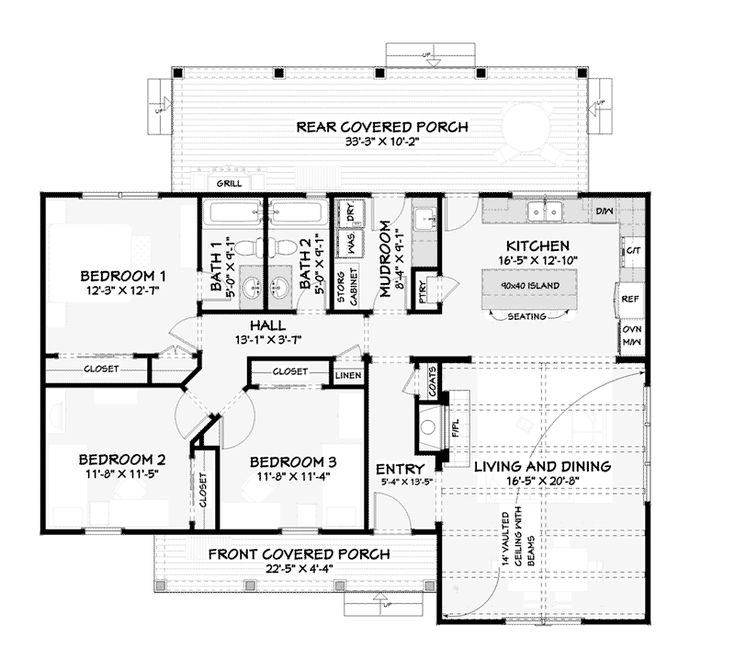 UP
UP
UP
REAR COVERED PORCH
33'-3" X 10'-2"
GRILL
BATH 1
5'-0" X 9'-1"
BATH 2
5'-0" X 9'-1"
DRY
WAS.
STORG
CABINET
MUDROOM
8'-4" X 9'-1"
PTRY
D/W
KITCHEN
16'-5" X 12'-10"
C/T
90x40 ISLAND
REF
SEATING
OVN
M/W
BEDROOM 1
12'-3" X 12'-7"
HALL
13'-1" X 3'-7"
CLOSET
CLOSET
LINEN
COATS
F/PL
BEDROOM 2
11'-8" X 11'-5"
CLOSET
BEDROOM 3
11'-8" X 11'-4"
ENTRY
5'-4" X 13'-5"
LIVING AND DINING
16'-5" X 20'-8"
14' VAULTED
CEILING WITH
BEAMS
FRONT COVERED PORCH
22'-5" X 4'-4"
UP